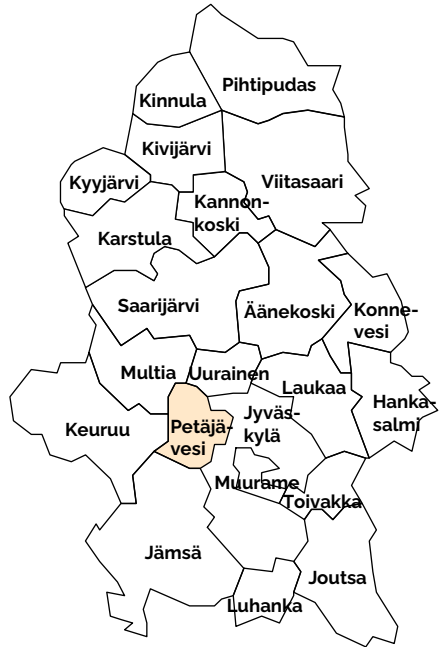 Pihtipudas
Kinnula
Kivijärvi
Kyyjärvi
Viitasaari
Kannon-
koski
Karstula
Saarijärvi
Äänekoski
Konne-
vesi
Multia
Uurainen
Laukaa
Hanka-
salmi
Keuruu
Petäjä-
vesi
Jyväs-
kylä
Muurame
Toivakka
Jämsä
Joutsa
Luhanka